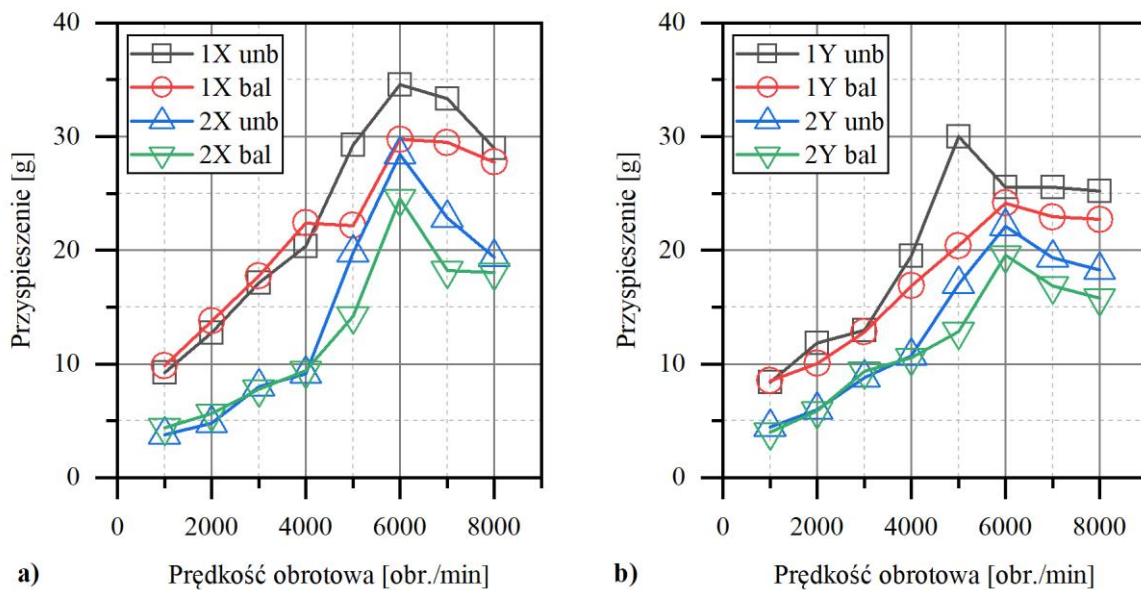 40
30
20
10
0
Przyspieszenie [g]
1X unb
1X bal
2X unb
2X bal
0 2000 4000 6000 8000
Prędkość obrotowa [obr./min]
a)
40
30
20
10
0
Przyspieszenie [g]
1Y unb
1Y bal
2Y unb
2Y bal
0 2000 4000 6000 8000
Prędkość obrotowa [obr./min]
b)